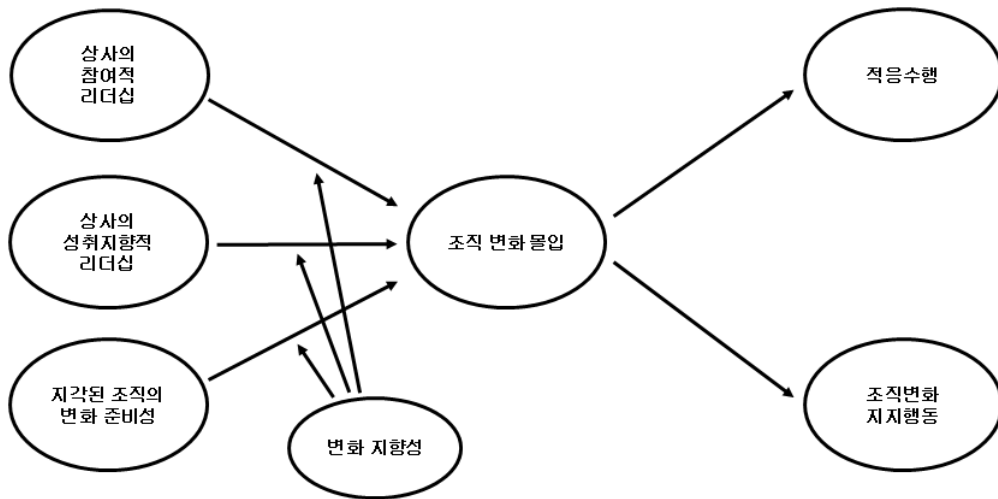 상사의
참여적
리더십
적응수행
상사의
성취지향적
리더십
조직 변화 몰입
지각된 조직의
변화 준비성
변화 지향성
조직변화
지지행동